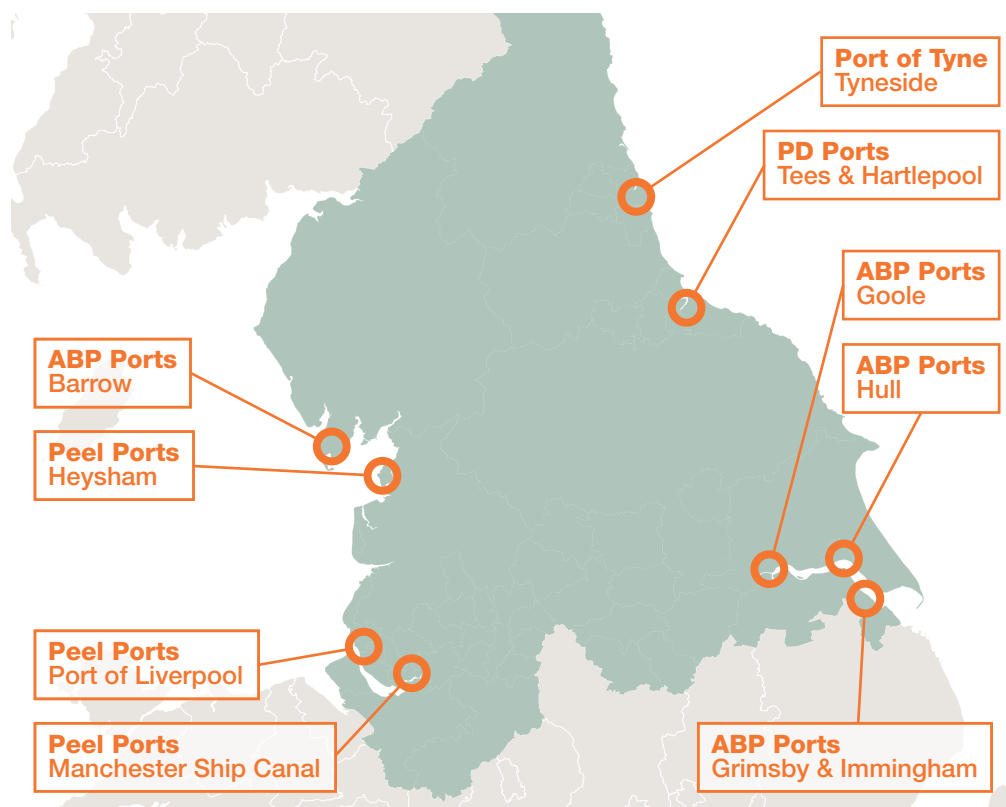 Port of Tyne
Tyneside
PD Ports
Tees & Hartlepool
ABP Ports
Goole
ABP Ports
Hull
ABP Ports
Barrow
Peel Ports
Heysham
Peel Ports
Port of Liverpool
Peel Ports
Manchester Ship Canal
ABP Ports
Grimsby & Immingham